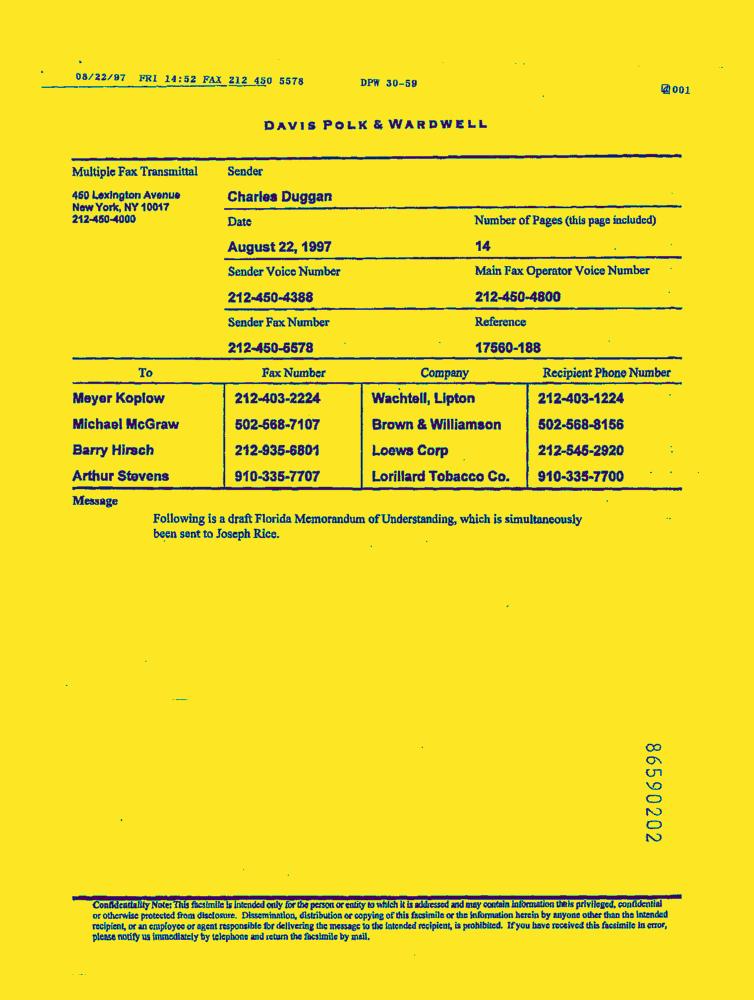 08/22/97 FRI 14:52 FAX 212 450 5578 DPW 30-59 001
DAVIS POLK & WARDWELL
Multiple Fax Transmittal Sender
450 Lexington Avenue
New York, NY 10017
212-450-4000
Charles Duggan
Date Number of Pages (this page included)
August 22, 1997 14
Sender Voice Number Main Fax Operator Voice Number
212-450-4388 212-450-4800
Sender Fax Number Reference
212-450-5578 17560-188
To Fax Number Company Recipient Phone Number
Meyer Koplow 212-403-2224 Wachtell, Lipton 212-403-1224
Michael McGraw 502-568-7107 Brown & Williamson 502-568-8156
Barry Hirsch 212-935-6801 Loews Corp 212-545-2920
Arthur Stevens 910-335-7707 Lorillard Tobacco Co. 910-335-7700
Message
Following is a draft Florida Memorandum of Understanding, which is simultaneously
been sent to Joseph Rice.
86590202
Confidentiality Note: This facsimile is intended only for the person or entity to which it is addressed and may contain information that is privileged, confidential
or otherwise protected from disclosure. Dissemination, distribution or copying of this facsimile or the information herein by anyone other than the intended
recipient, or an employee or agent responsible for delivering the message to the intended recipient, is prohibited. If you have received this facsimile in error,
please notify us immediately by telephone and return the facsimile by mail.